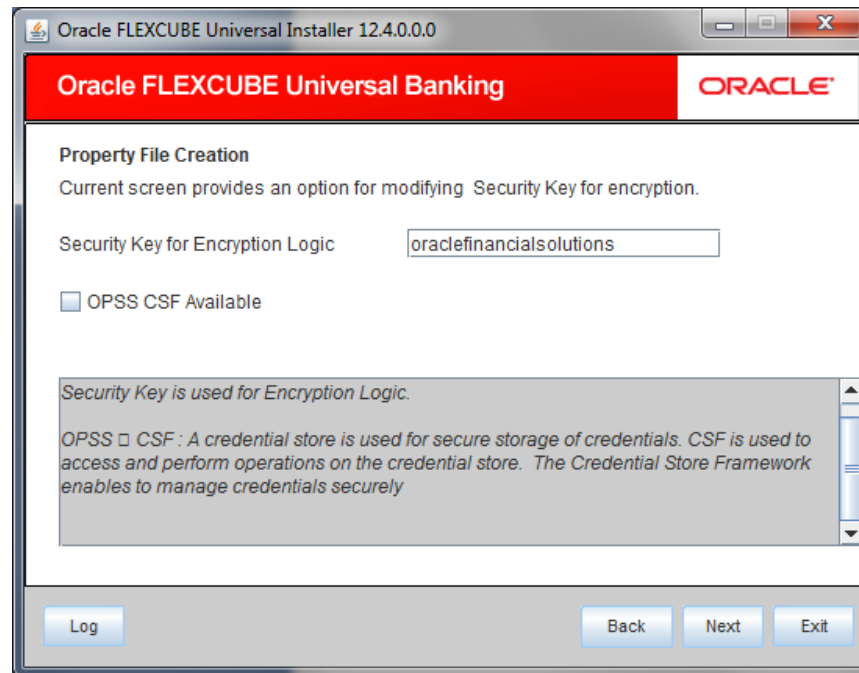 Oracle FLEXCUBE Universal Installer 12.4.0.0.0
Oracle FLEXCUBE Universal Banking
ORACLE
Property File Creation
Current screen provides an option for modifying Security Key for encryption.
Security Key for Encryption Logic
oraclefinancialsolutions
OPSS CSF Available
Security Key is used for Encryption Logic.
OPSS □ CSF : A credential store is used for secure storage of credentials. CSF is used to
access and perform operations on the credential store. The Credential Store Framework
enables to manage credentials securely
Log
Back
Next
Exit